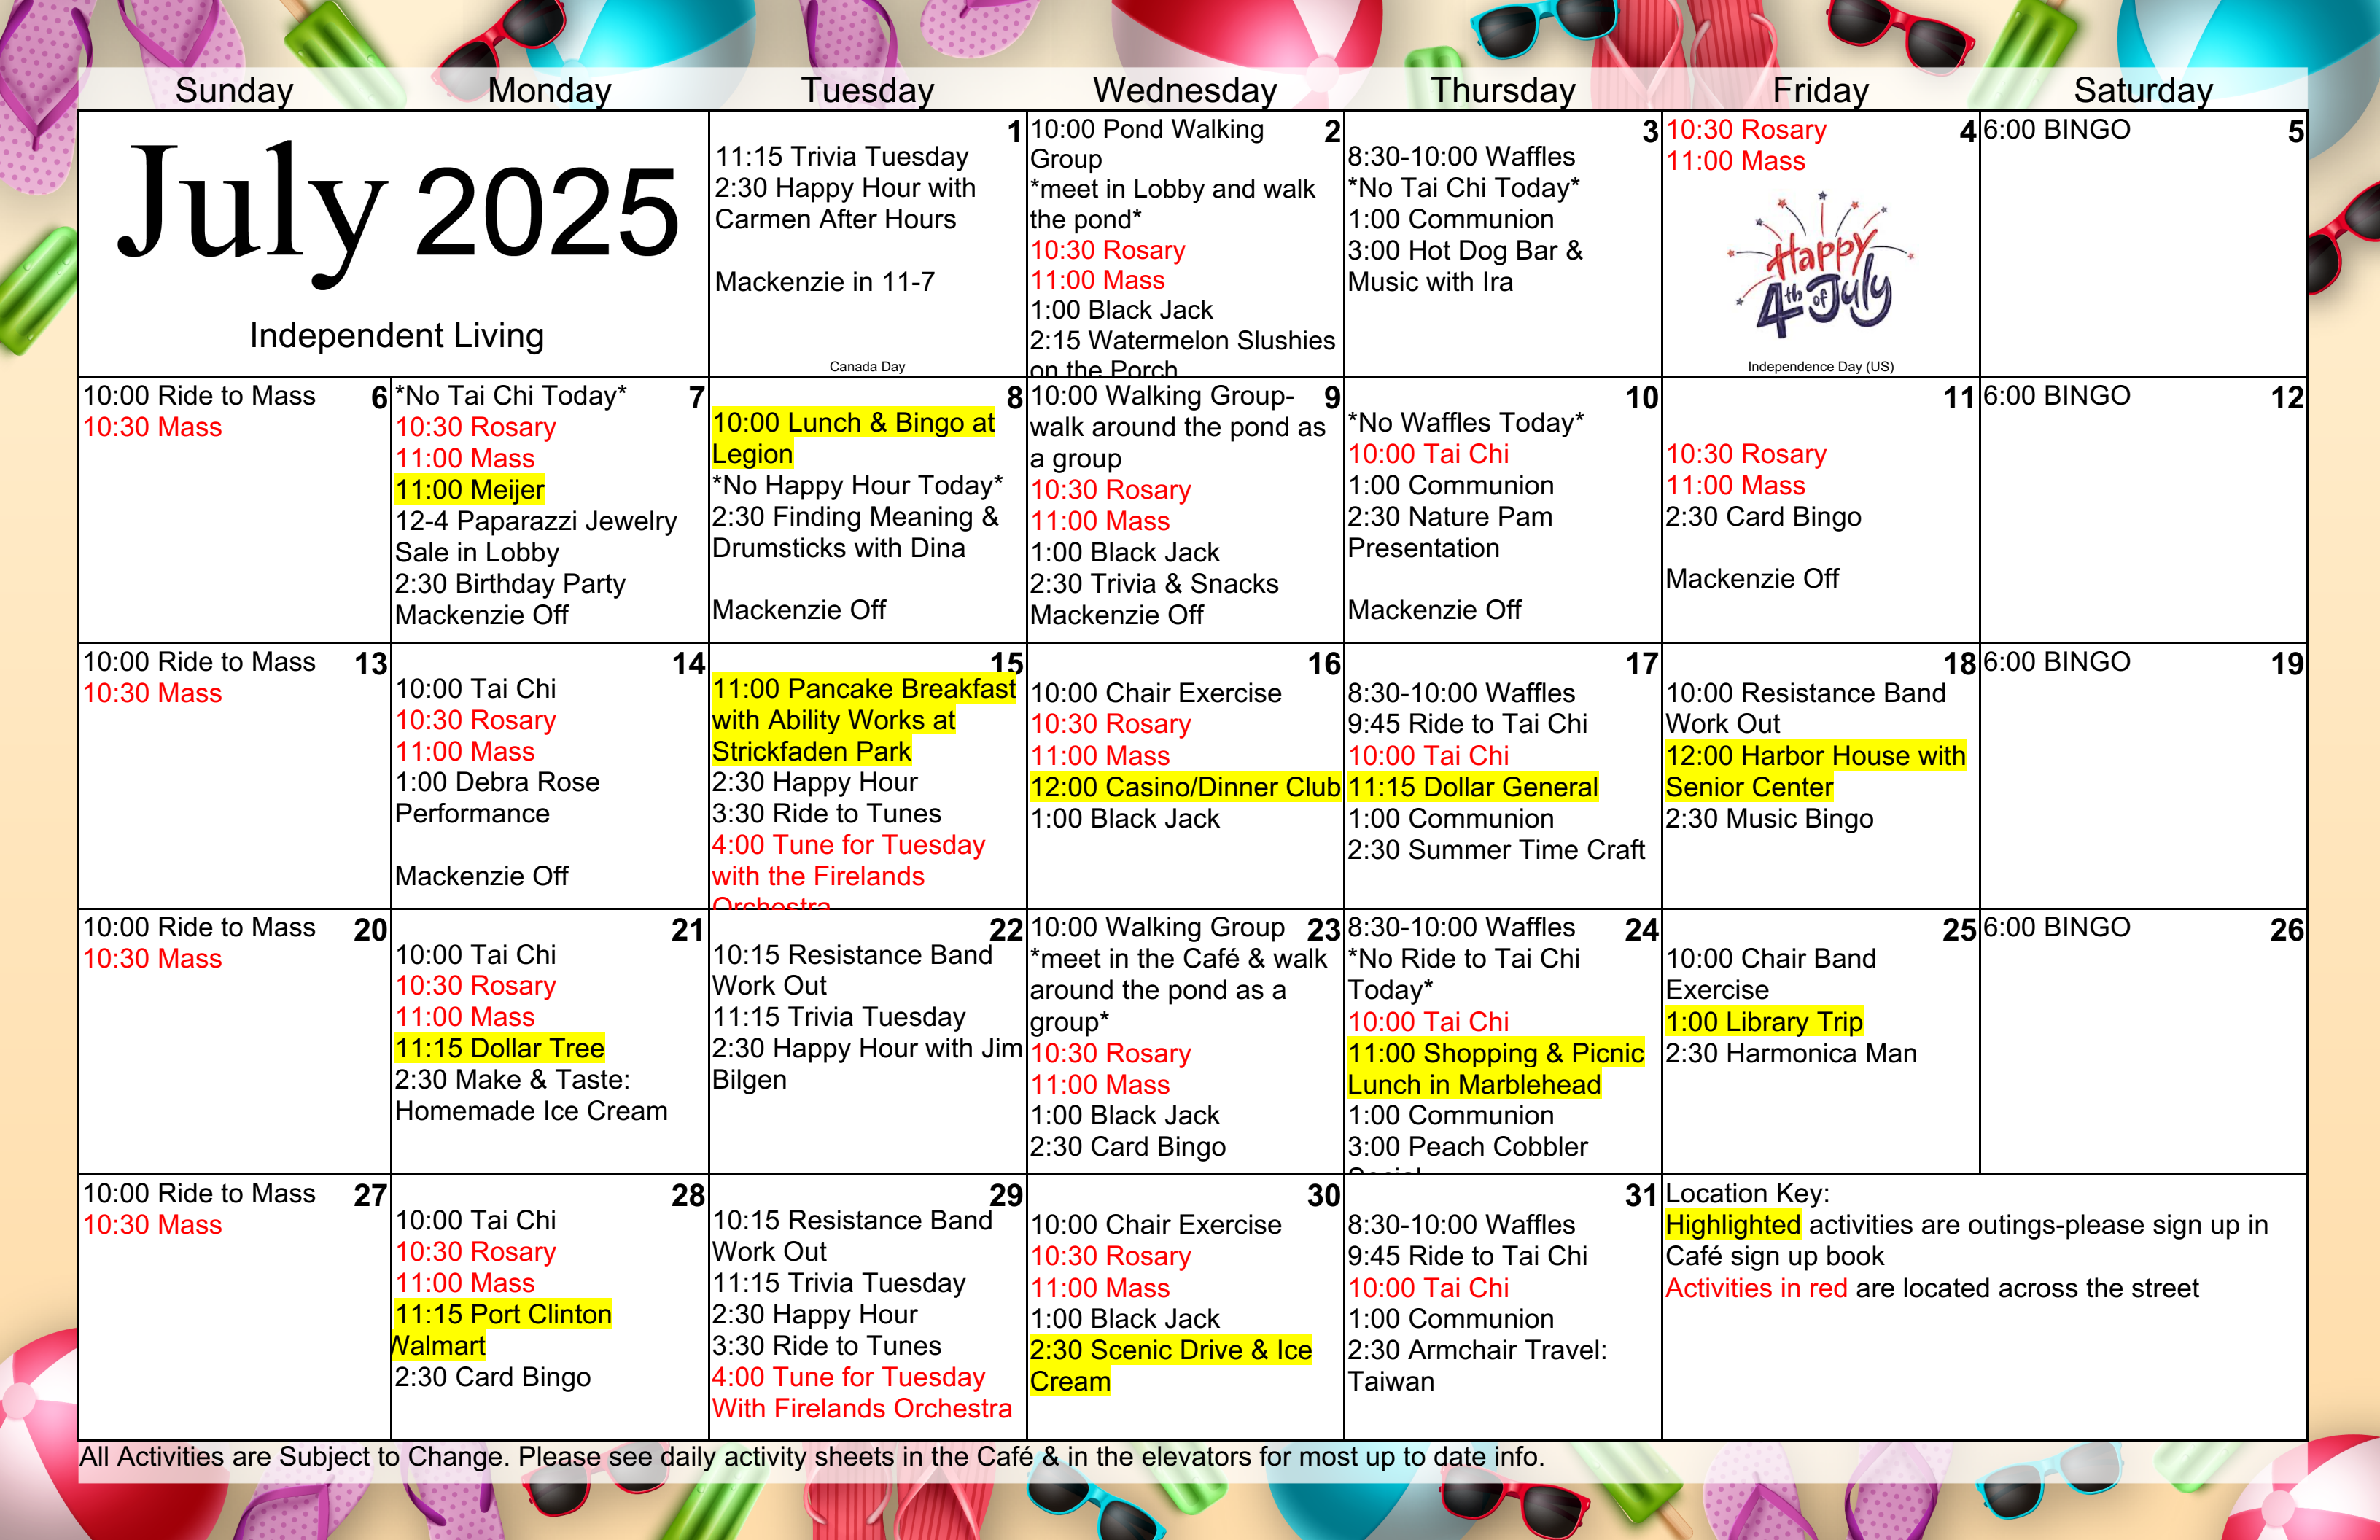 Sunday Monday Tuesday Wednesday Thursday Friday Saturday
July 2025
Independent Living
1
11:15 Trivia Tuesday
2:30 Happy Hour with
Carmen After Hours
Mackenzie in 11-7
Canada Day
10:00 Pond Walking 2
Group
*meet in Lobby and walk
the pond*
10:30 Rosary
11:00 Mass
1:00 Black Jack
2:15 Watermelon Slushies
on the Porch
3
8:30-10:00 Waffles
*No Tai Chi Today*
1:00 Communion
3:00 Hot Dog Bar &
Music with Ira
10:30 Rosary 4
11:00 Mass
Happy
4th of July
Independence Day (US)
6:00 BINGO 5
10:00 Ride to Mass 6
10:30 Mass
*No Tai Chi Today* 7
10:30 Rosary
11:00 Mass
11:00 Meijer
12-4 Paparazzi Jewelry
Sale in Lobby
2:30 Birthday Party
Mackenzie Off
8
10:00 Lunch & Bingo at
Legion
*No Happy Hour Today*
2:30 Finding Meaning &
Drumsticks with Dina
Mackenzie Off
10:00 Walking Group- 9
walk around the pond as
a group
10:30 Rosary
11:00 Mass
1:00 Black Jack
2:30 Trivia & Snacks
Mackenzie Off
10
*No Waffles Today*
10:00 Tai Chi
1:00 Communion
2:30 Nature Pam
Presentation
Mackenzie Off
11
10:30 Rosary
11:00 Mass
2:30 Card Bingo
Mackenzie Off
6:00 BINGO 12
10:00 Ride to Mass 13
10:30 Mass
14
10:00 Tai Chi
10:30 Rosary
11:00 Mass
1:00 Debra Rose
Performance
Mackenzie Off
15
11:00 Pancake Breakfast
with Ability Works at
Strickfaden Park
2:30 Happy Hour
3:30 Ride to Tunes
4:00 Tune for Tuesday
with the Firelands
Orchestra
16
10:00 Chair Exercise
10:30 Rosary
11:00 Mass
12:00 Casino/Dinner Club
1:00 Black Jack
17
8:30-10:00 Waffles
9:45 Ride to Tai Chi
10:00 Tai Chi
11:15 Dollar General
1:00 Communion
2:30 Summer Time Craft
18
10:00 Resistance Band
Work Out
12:00 Harbor House with
Senior Center
2:30 Music Bingo
6:00 BINGO 19
10:00 Ride to Mass 20
10:30 Mass
21
10:00 Tai Chi
10:30 Rosary
11:00 Mass
11:15 Dollar Tree
2:30 Make & Taste:
Homemade Ice Cream
22
10:15 Resistance Band
Work Out
11:15 Trivia Tuesday
2:30 Happy Hour with Jim
Bilgen
10:00 Walking Group 23
*meet in the Café & walk
around the pond as a
group*
10:30 Rosary
11:00 Mass
1:00 Black Jack
2:30 Card Bingo
8:30-10:00 Waffles 24
*No Ride to Tai Chi
Today*
10:00 Tai Chi
11:00 Shopping & Picnic
Lunch in Marblehead
1:00 Communion
3:00 Peach Cobbler
25
10:00 Chair Band
Exercise
1:00 Library Trip
2:30 Harmonica Man
6:00 BINGO 26
10:00 Ride to Mass 27
10:30 Mass
28
10:00 Tai Chi
10:30 Rosary
11:00 Mass
11:15 Port Clinton
Walmart
2:30 Card Bingo
29
10:15 Resistance Band
Work Out
11:15 Trivia Tuesday
2:30 Happy Hour
3:30 Ride to Tunes
4:00 Tune for Tuesday
With Firelands Orchestra
30
10:00 Chair Exercise
10:30 Rosary
11:00 Mass
1:00 Black Jack
2:30 Scenic Drive & Ice
Cream
31
8:30-10:00 Waffles
9:45 Ride to Tai Chi
10:00 Tai Chi
1:00 Communion
2:30 Armchair Travel:
Taiwan
Location Key:
Highlighted activities are outings-please sign up in
Café sign up book
Activities in red are located across the street
All Activities are Subject to Change. Please see daily activity sheets in the Café & in the elevators for most up to date info.